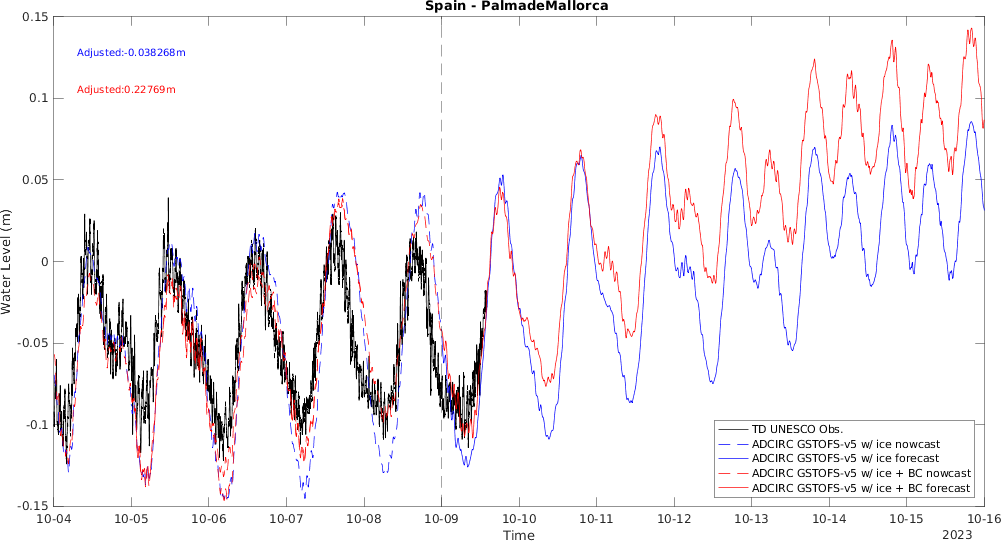 Spain - PalmadeMallorca
Adjusted:-0.038268m
Adjusted:0.22769m
Water Level (m)
0.15
0.1
0.05
0
-0.05
-0.1
-0.15
TD UNESCO Obs.
ADCIRC GSTOFS-v5 w/ ice nowcast
ADCIRC GSTOFS-v5 w/ ice forecast
ADCIRC GSTOFS-v5 w/ ice + BC nowcast
ADCIRC GSTOFS-v5 w/ ice + BC forecast
10-04 10-05 10-06 10-07 10-08 10-09 10-10 10-11 10-12 10-13 10-14 10-15 10-16
Time
2023